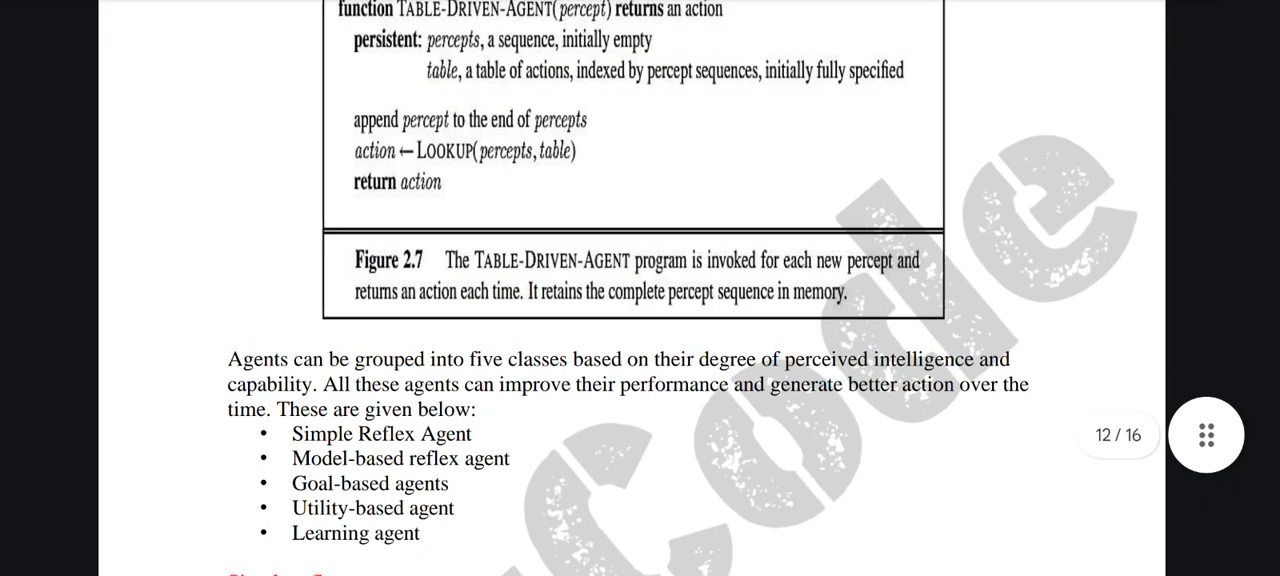 function TABLE-DRIVEN-AGENT(percept) returns an action
persistent: percepts, a sequence, initially empty
table, a table of actions, indexed by percept sequences, initially fully specified
append percept to the end of percepts
action ← LOOKUP(percepts, table)
return action
Figure 2.7 The TABLE-DRIVEN-AGENT program is invoked for each new percept and
returns an action each time. It retains the complete percept sequence in memory.
Agents can be grouped into five classes based on their degree of perceived intelligence and
capability. All these agents can improve their performance and generate better action over the
time. These are given below:
• Simple Reflex Agent
• Model-based reflex agent
• Goal-based agents
• Utility-based agent
• Learning agent
12 / 16
Code